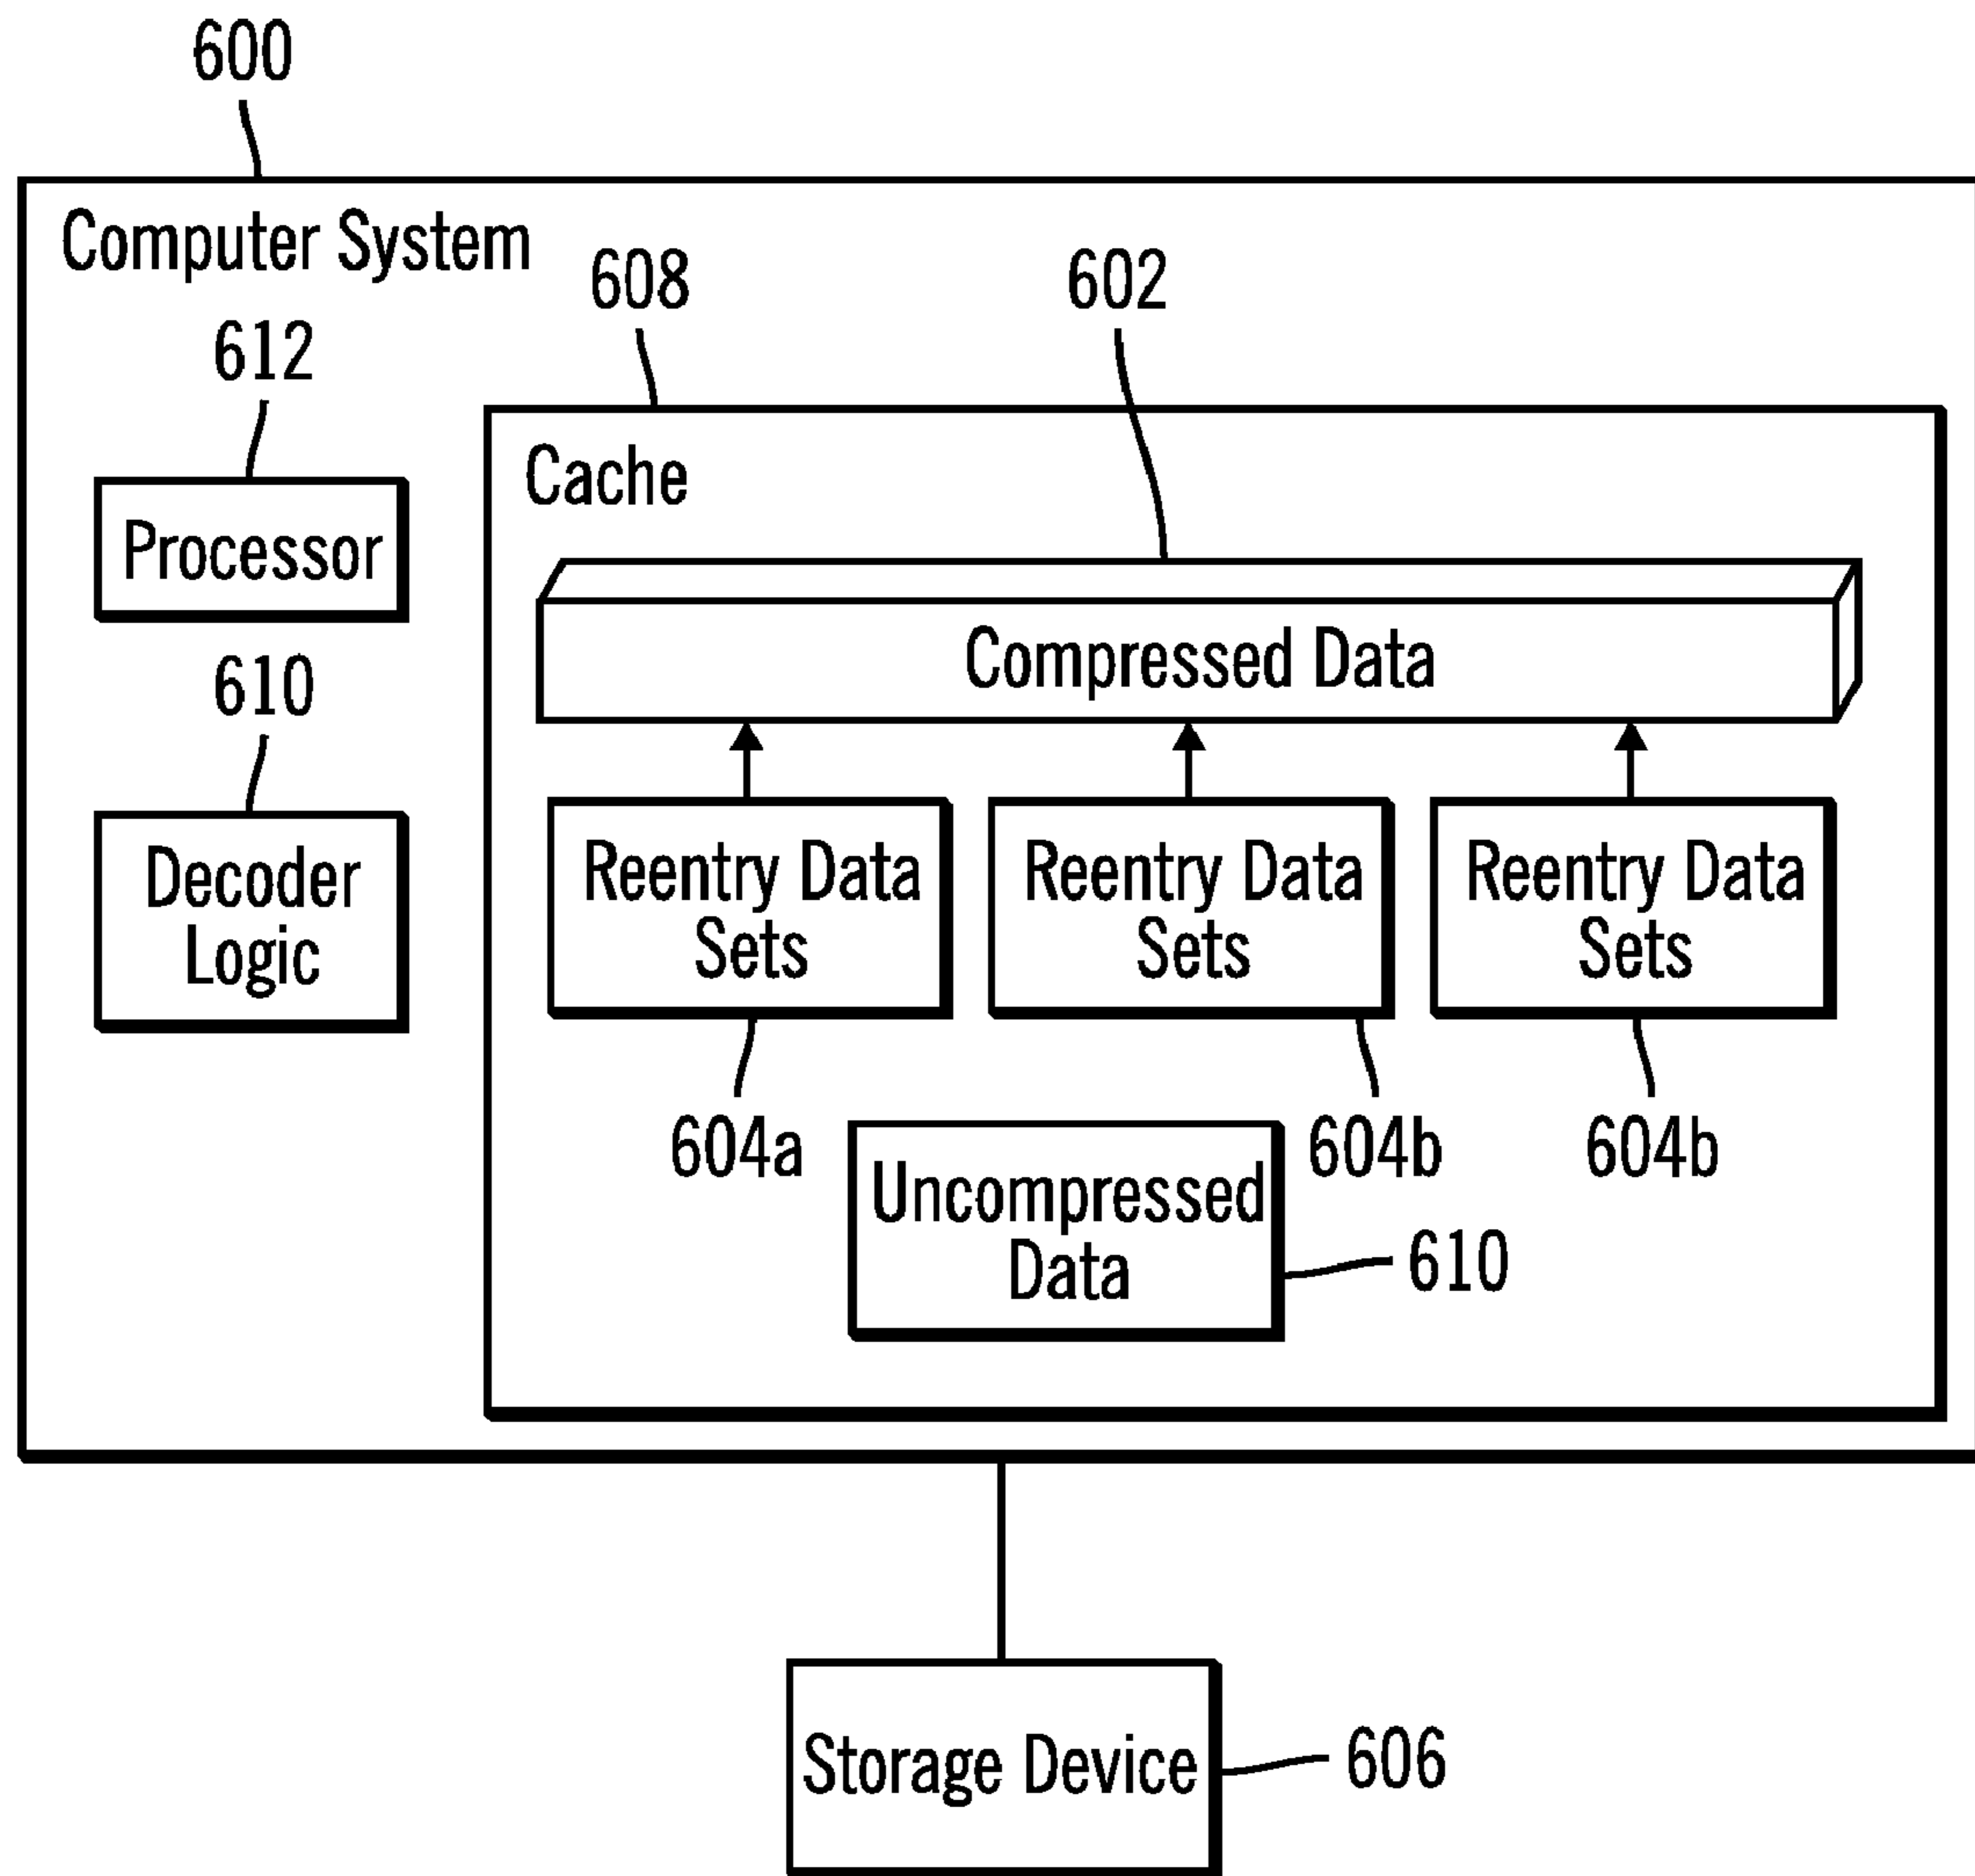 600
Computer System
608
602
612
Cache
Processor
Compressed Data
610
Decoder
Logic
Reentry Data
Sets
Reentry Data
Sets
Reentry Data
Sets
604a
604b
604b
Uncompressed
Data
610
Storage Device
606